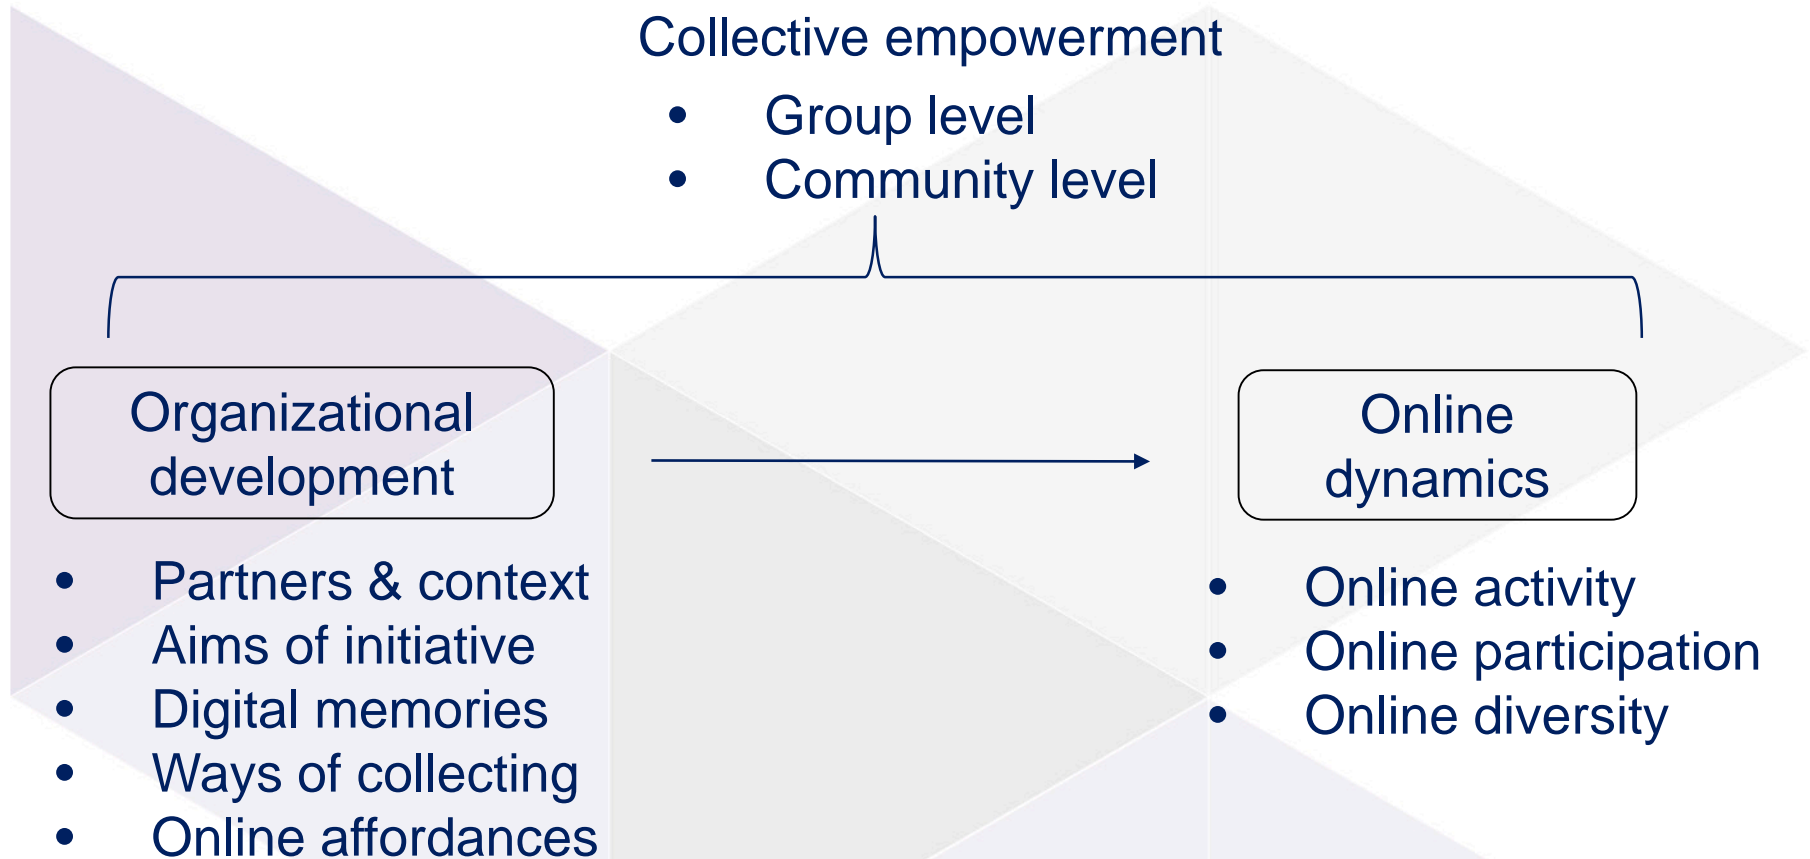 Collective empowerment
• Group level
• Community level
Organizational
development
• Partners & context
• Aims of initiative
• Digital memories
• Ways of collecting
• Online affordances
Online
dynamics
• Online activity
• Online participation
• Online diversity